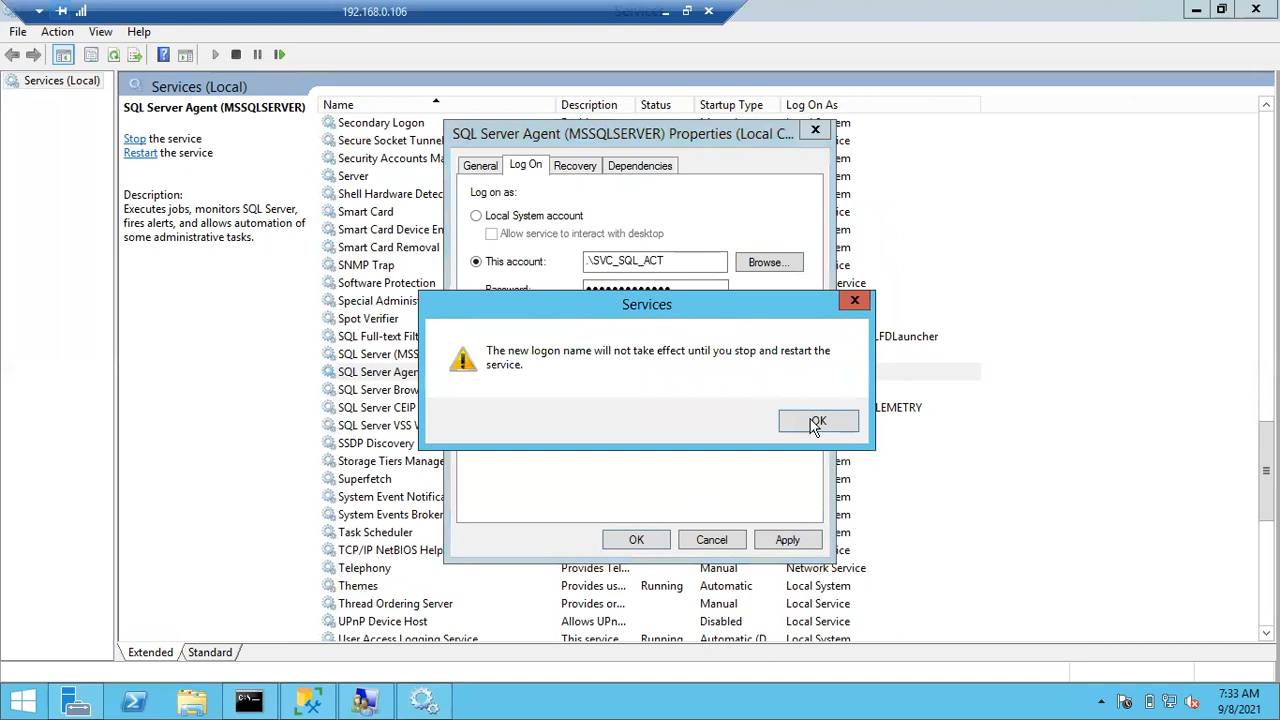 192.168.0.106
Services
File Action View Help
Services (Local)
Services (Local)
SQL Server Agent (MSSQLSERVER)
Stop the service
Restart the service
Description:
Executes jobs, monitors SQL Server,
fires alerts, and allows automation of
some administrative tasks.
Name Description Status Startup Type Log On As
Secondary Logon
Secure Socket Tunne
Security Accounts Ma
Server
Shell Hardware Detec
Smart Card
Smart Card Device En
Smart Card Removal
SNMP Trap
Software Protection
Special Adminis
Spot Verifier
SQL Full-text Filt LFDLauncher
SQL Server (MSS
SQL Server Agen
SQL Server Brow
SQL Server CEIP LEMETRY
SQL Server VSS W
SSDP Discovery
Storage Tiers Manage
Superfetch
System Event Notifica
System Events Broker
Task Scheduler
TCP/IP NetBIOS Help
Telephony Provides Tel... Manual Network Service
Themes Provides us... Running Automatic Local System
Thread Ordering Server Provides or... Manual Local Service
UPnP Device Host Allows UPn... Disabled Local Service
User Access Logging Service This service Running Automatic (D Local System
SQL Server Agent (MSSQLSERVER) Properties (Local C...
General Log On Recovery Dependencies
Log on as:
Local System account
Allow service to interact with desktop
This account: .\SVC_SQL_ACT Browse...
Password:
Services
The new logon name will not take effect until you stop and restart the
service.
OK
OK Cancel Apply
Extended Standard
7:33 AM
9/8/2021